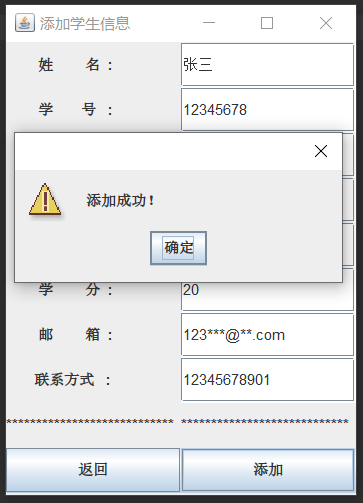 添加学生信息
姓 名 : 张三
学 号 : 12345678
添加成功！
确定
学 分 : 20
邮 箱 : 123***@**.com
联系方式 : 12345678901
**************************** ****************************
返回 添加